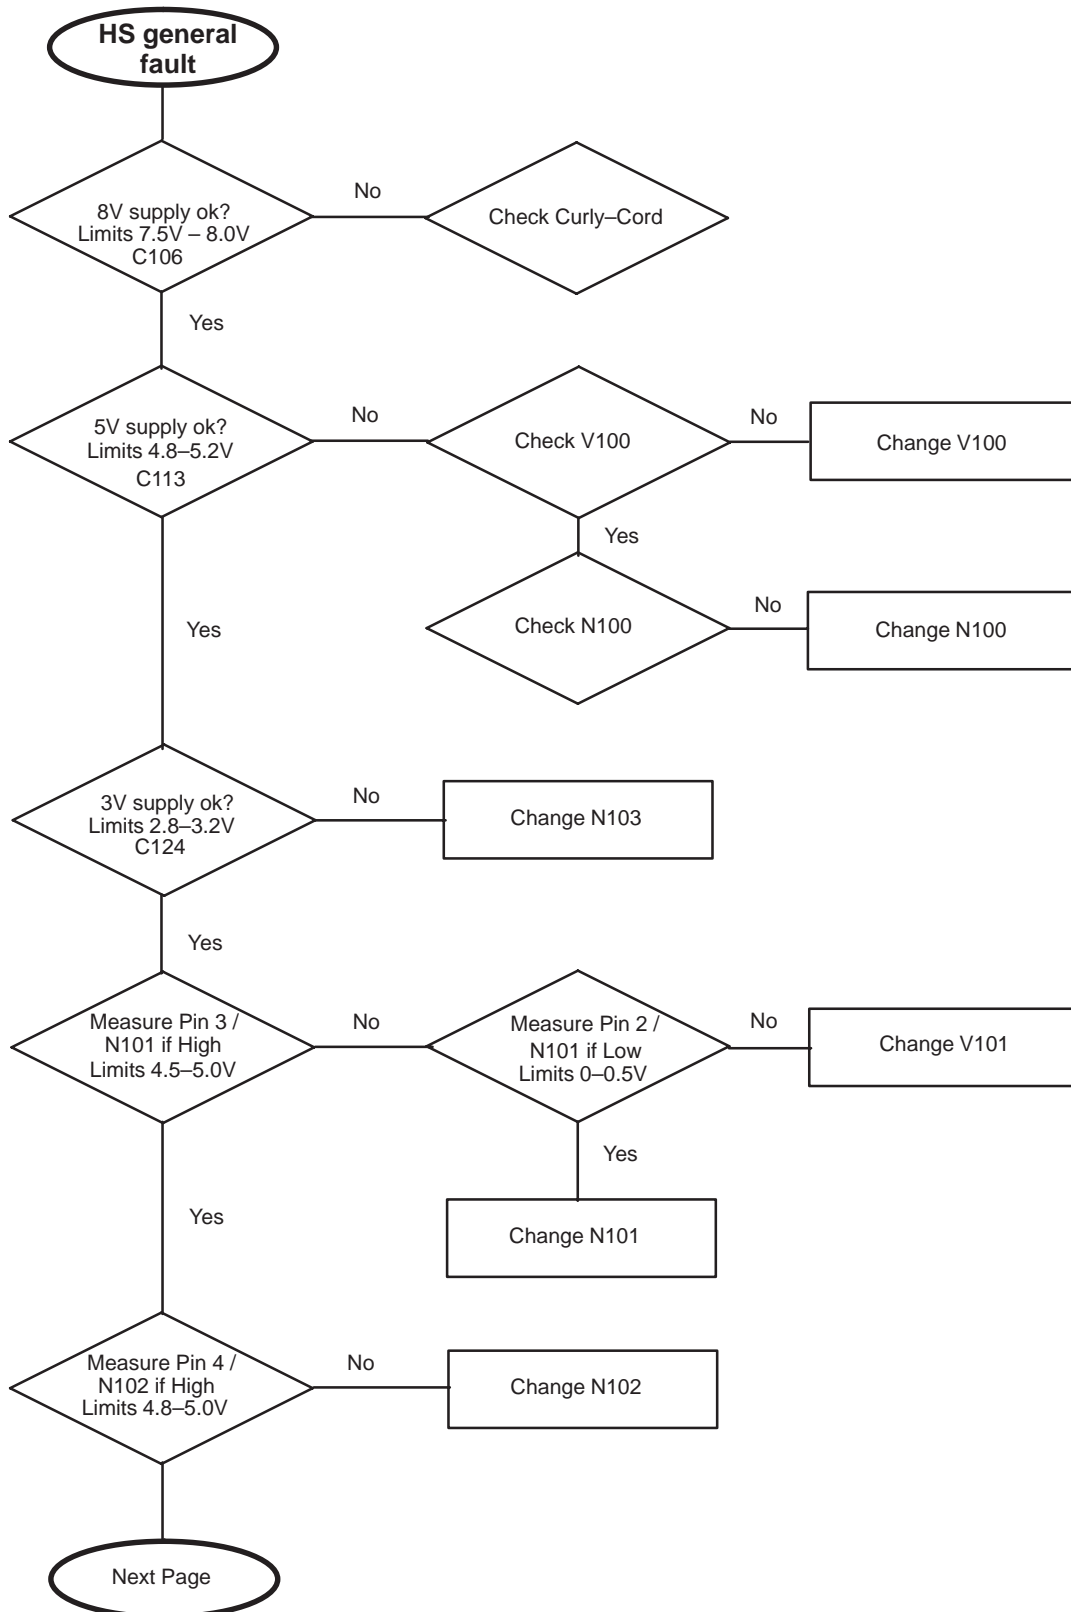 HS general
fault
8V supply ok?
Limits 7.5V – 8.0V
C106
No
Check Curly–Cord
Yes
5V supply ok?
Limits 4.8–5.2V
C113
No
Check V100
No
Change V100
Yes
Check N100
No
Change N100
Yes
3V supply ok?
Limits 2.8–3.2V
C124
No
Change N103
Yes
Measure Pin 3 /
N101 if High
Limits 4.5–5.0V
No
Measure Pin 2 /
N101 if Low
Limits 0–0.5V
No
Change V101
Yes
Change N101
Yes
Measure Pin 4 /
N102 if High
Limits 4.8–5.0V
No
Change N102
Next Page